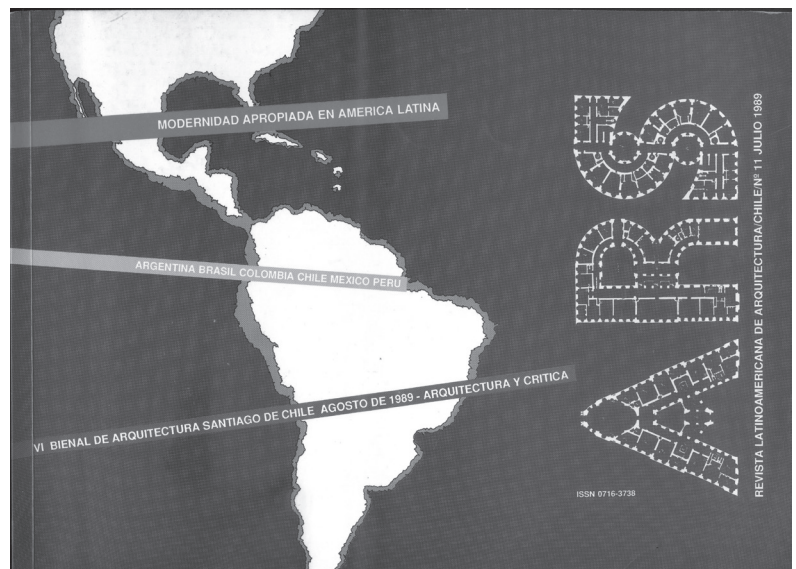 MODERNIDAD APROPIADA EN AMERICA LATINA
ARGENTINA BRASIL COLOMBIA CHILE MEXICO PERU
VI BIENAL DE ARQUITECTURA SANTIAGO DE CHILE AGOSTO DE 1989 - ARQUITECTURA Y CRITICA
ARS
REVISTA LATINOAMERICANA DE ARQUITECTURA/CHILE/Nº 11 JULIO 1989
ISSN 0716-3738